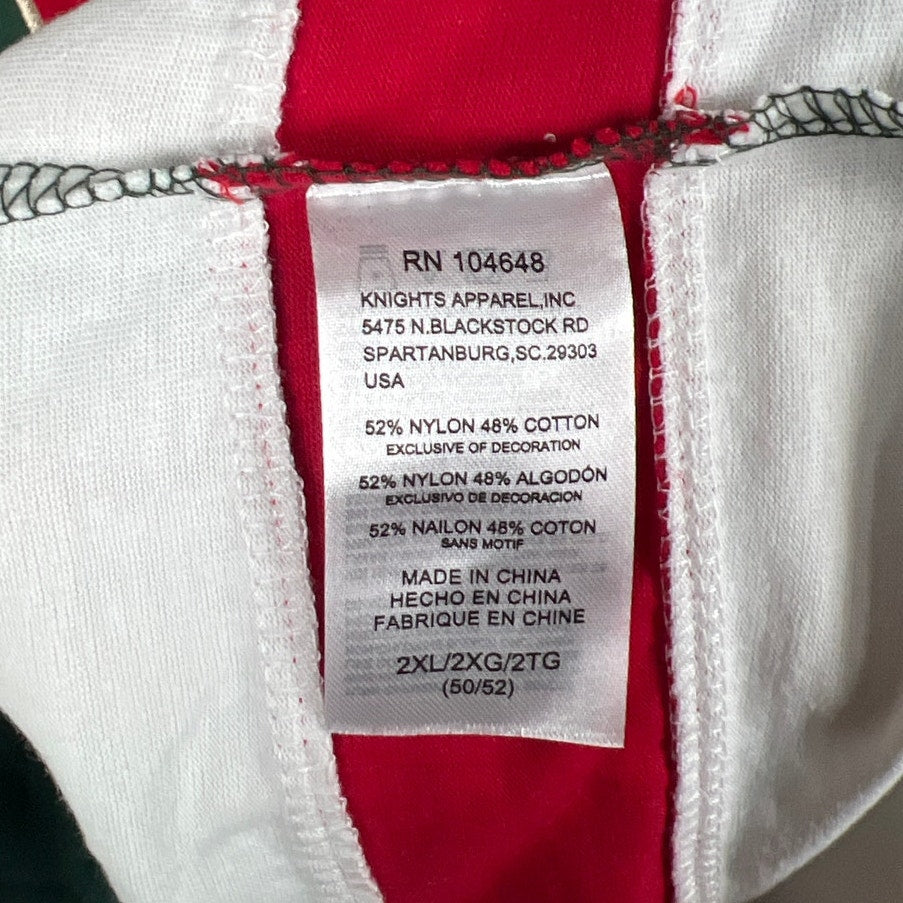 RN 104648
KNIGHTS APPAREL,INC
5475 N.BLACKSTOCK RD
SPARTANBURG,SC.29303
USA
52% NYLON 48% COTTON
EXCLUSIVE OF DECORATION
52% NYLON 48% ALGODÓN
EXCLUSIVO DE DECORACION
52% NAILON 48% COTON
SANS MOTIF
MADE IN CHINA
HECHO EN CHINA
FABRIQUE EN CHINE
2XL/2XG/2TG
(50/52)